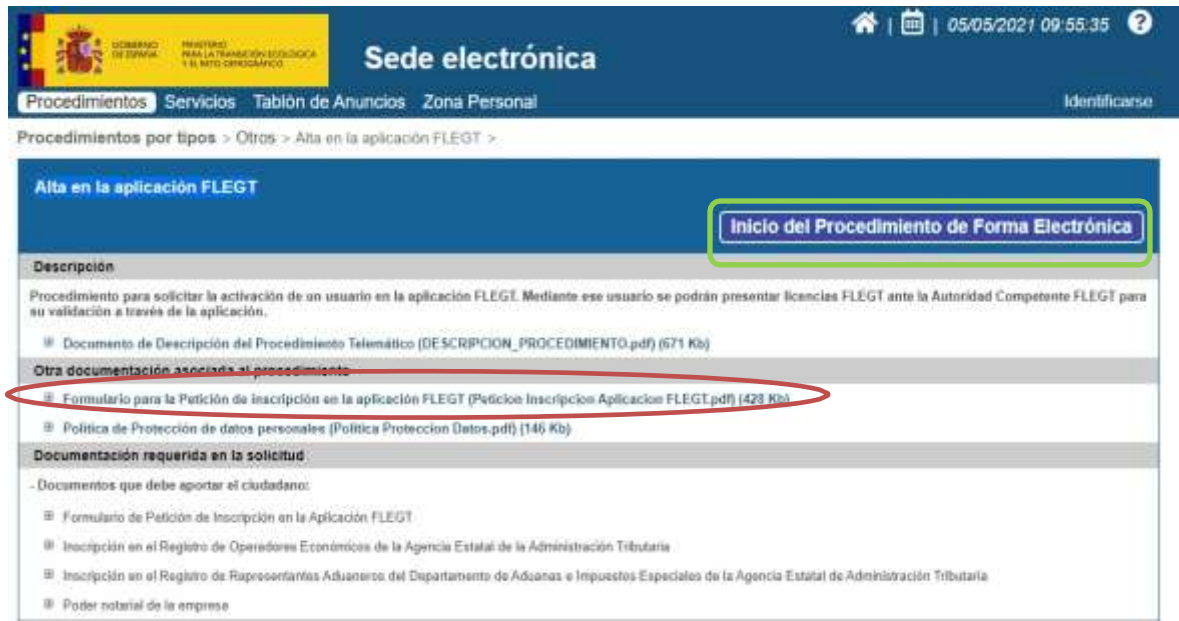 GOBIERNO DE ESPAÑA
MINISTERIO PARA LA TRANSICIÓN ECOLÓGICA Y EL RETO DEMOGRÁFICO
| | 05/05/2021 09:55:35 ?
Sede electrónica
Procedimientos Servicios Tablón de Anuncios Zona Personal Identificarse
Procedimientos por tipos > Otros > Alta en la aplicación FLEGT >
Alta en la aplicación FLEGT
Inicio del Procedimiento de Forma Electrónica
Descripción
Procedimiento para solicitar la activación de un usuario en la aplicación FLEGT. Mediante ese usuario se podrán presentar licencias FLEGT ante la Autoridad Competente FLEGT para
su validación a través de la aplicación.
Documento de Descripción del Procedimiento Telemático (DESCRIPCION_PROCEDIMIENTO.pdf) (671 Kb)
Otra documentación asociada al procedimiento
Formulario para la Petición de inscripción en la aplicación FLEGT (Peticion Inscripcion Aplicacion FLEGT.pdf) (428 Kb)
Política de Protección de datos personales (Politica Proteccion Datos.pdf) (146 Kb)
Documentación requerida en la solicitud
- Documentos que debe aportar el ciudadano:
Formulario de Petición de Inscripción en la Aplicación FLEGT
Inscripción en el Registro de Operadores Económicos de la Agencia Estatal de la Administración Tributaria
Inscripción en el Registro de Representantes Aduaneros del Departamento de Aduanas e Impuestos Especiales de la Agencia Estatal de Administración Tributaria
Poder notarial de la empresa